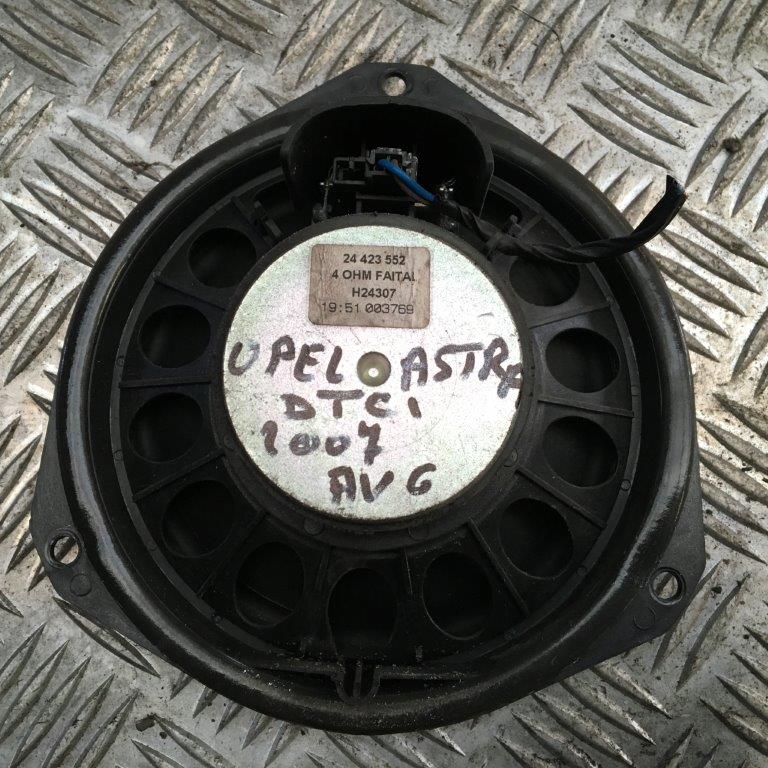 24 423 552
4 OHM FAITAL
H24307
19:51 003769
OPEL ASTRA
DTCI
2007
AVG